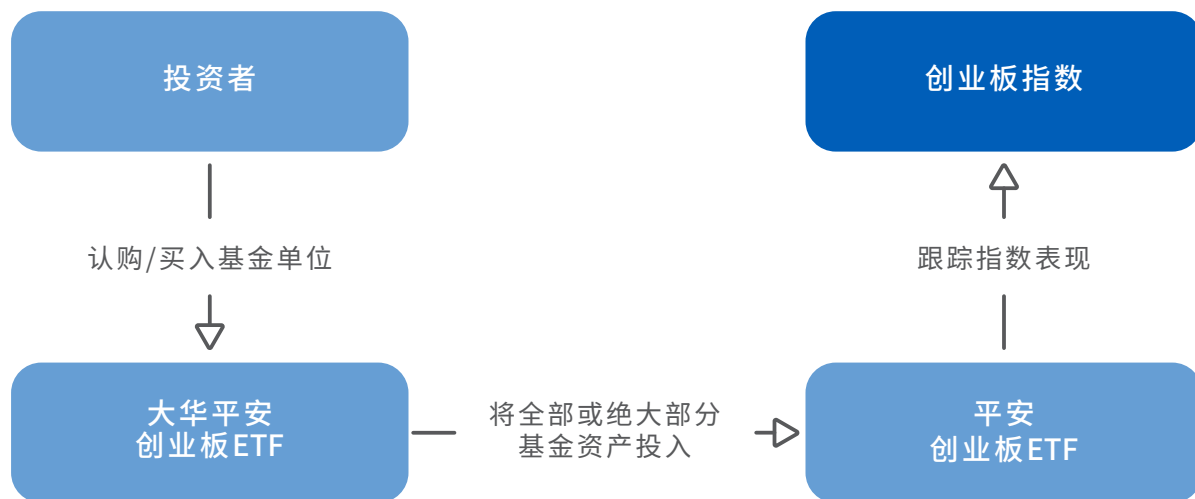 投资者
创业板指数
认购/买入基金单位
跟踪指数表现
大华平安
创业板ETF
将全部或绝大部分
基金资产投入
平安
创业板ETF